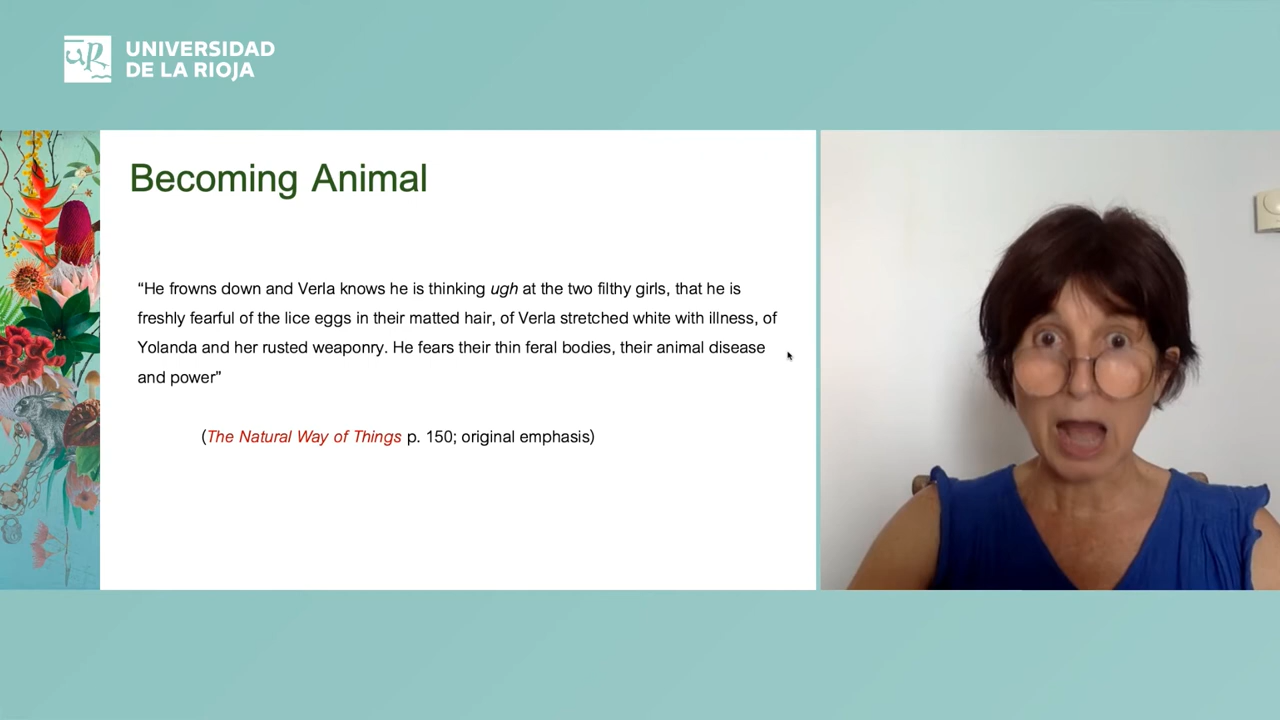 UNIVERSIDAD
DE LA RIOJA
Becoming Animal
“He frowns down and Verla knows he is thinking ugh at the two filthy girls, that he is
freshly fearful of the lice eggs in their matted hair, of Verla stretched white with illness, of
Yolanda and her rusted weaponry. He fears their thin feral bodies, their animal disease
and power”
(The Natural Way of Things p. 150; original emphasis)